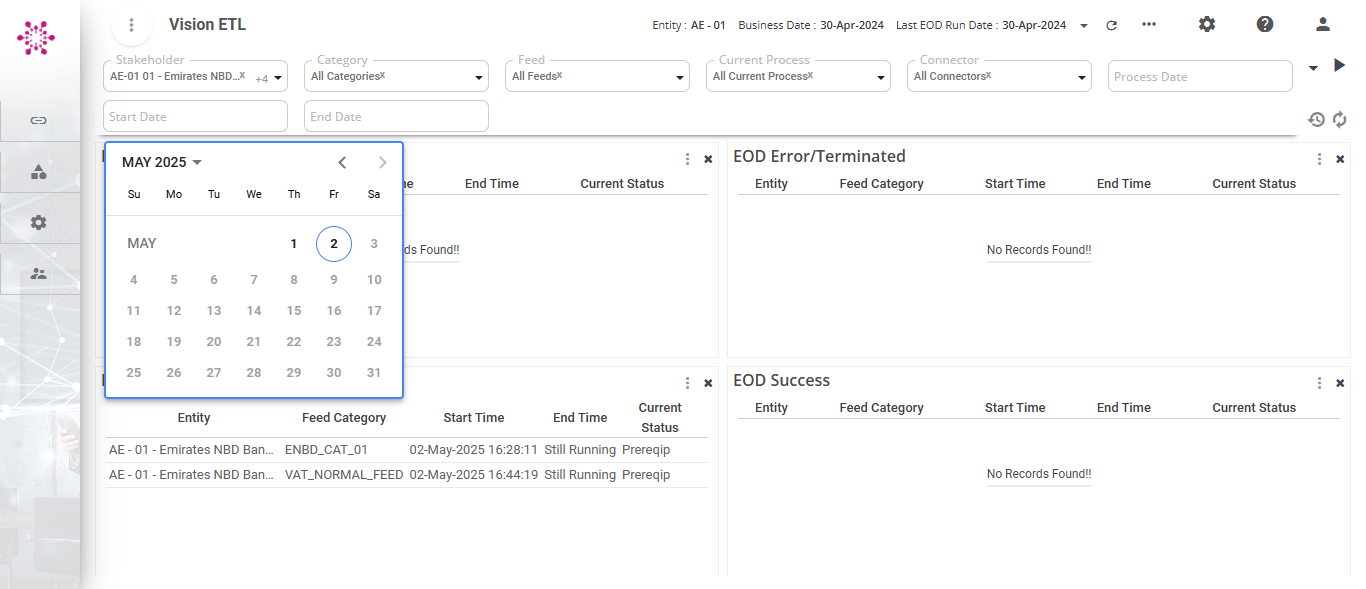 Vision ETL
Entity : AE - 01 Business Date : 30-Apr-2024 Last EOD Run Date : 30-Apr-2024
Stakeholder Category Feed Current Process Connector
AE-01 01 - Emirates NBD...x +4 All Categoriesx All Feedsx All Current Processx All Connectorsx Process Date
Start Date End Date
MAY 2025
Su Mo Tu We Th Fr Sa
MAY 1 2 3
4 5 6 7 8 9 10
11 12 13 14 15 16 17
18 19 20 21 22 23 24
25 26 27 28 29 30 31
End Time Current Status
ds Found!!
EOD Error/Terminated
Entity Feed Category Start Time End Time Current Status
No Records Found!!
Entity Feed Category Start Time End Time Current Status
AE - 01 - Emirates NBD Ban... ENBD_CAT_01 02-May-2025 16:28:11 Still Running Prereqip
AE - 01 - Emirates NBD Ban... VAT_NORMAL_FEED 02-May-2025 16:44:19 Still Running Prereqip
EOD Success
Entity Feed Category Start Time End Time Current Status
No Records Found!!